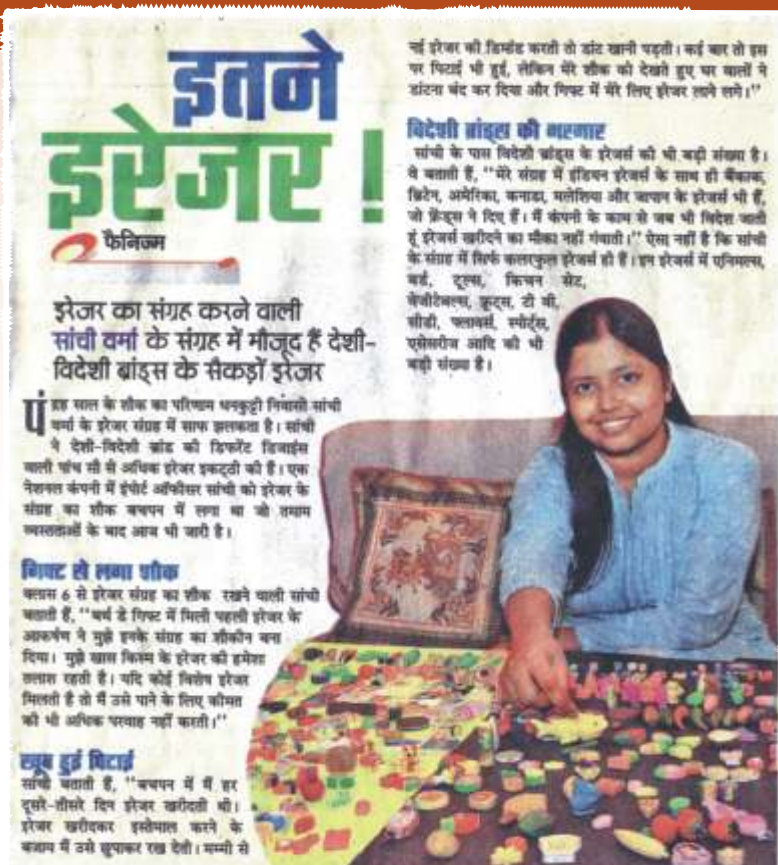 इतने
इरेजर !
फैनिज्म
इरेजर का संग्रह करने वाली
सांची वर्मा के संग्रह में मौजूद हैं देशी-
विदेशी ब्रांड्स के सैकड़ों इरेजर
पंद्रह साल के शौक का परिणाम धनकुट्टी निवासी सांची
वर्मा के इरेजर संग्रह में साफ झलकता है। सांची
ने देशी-विदेशी ब्रांड की डिफरेंट डिजाईंस
वाली पांच सौ से अधिक इरेजर इकट्ठी की हैं। एक
नेशनल कंपनी में इंपोर्ट ऑफीसर सांची को इरेजर के
संग्रह का शौक बचपन में लगा था जो तमाम
व्यस्तताओं के बाद आज भी जारी है।
गिफ्ट से लगा शौक
क्लास 6 से इरेजर संग्रह का शौक रखने वाली सांची
बताती हैं, ‘‘बर्थ डे गिफ्ट में मिली पहली इरेजर के
आकर्षण ने मुझे इनके संग्रह का शौकीन बना
दिया। मुझे खास किस्म के इरेजर की हमेशा
तलाश रहती है। यदि कोई विशेष इरेजर
मिलती है तो मैं उसे पाने के लिए कीमत
की भी अधिक परवाह नहीं करती।’’
खूब हुई पिटाई
सांची बताती हैं, ‘‘बचपन में मैं हर
दूसरे-तीसरे दिन इरेजर खरीदती थी।
इरेजर खरीदकर इस्तेमाल करने के
बजाय मैं उसे छुपाकर रख देती। मम्मी से
नई इरेजर की डिमांड करती तो डांट खानी पड़ती। कई बार तो इस
पर पिटाई भी हुई, लेकिन मेरे शौक को देखते हुए घर वालों ने
डांटना बंद कर दिया और गिफ्ट में मेरे लिए इरेजर लाने लगे।’’
विदेशी ब्रांड्स की भरमार
सांची के पास विदेशी ब्रांड्स के इरेजर्स की भी बड़ी संख्या है।
वे बताती हैं, ‘‘मेरे संग्रह में इंडियन इरेजर्स के साथ ही बैंकाक,
ब्रिटेन, अमेरिका, कनाडा, मलेशिया और जापान के इरेजर्स भी हैं,
जो फ्रेंड्स ने दिए हैं। मैं कंपनी के काम से जब भी विदेश जाती
हूं इरेजर्स खरीदने का मौका नहीं गंवाती।’’ ऐसा नहीं है कि सांची
के संग्रह में सिर्फ कलरफुल इरेजर्स ही हैं। इन इरेजर्स में एनिमल्स,
बर्ड, टूल्स, किचन सेट,
वेजीटेबल्स, फ्रूट्स, टी वी,
सीडी, फ्लावर्स, स्पोर्ट्स,
एसेसरीज आदि की भी
बड़ी संख्या है।